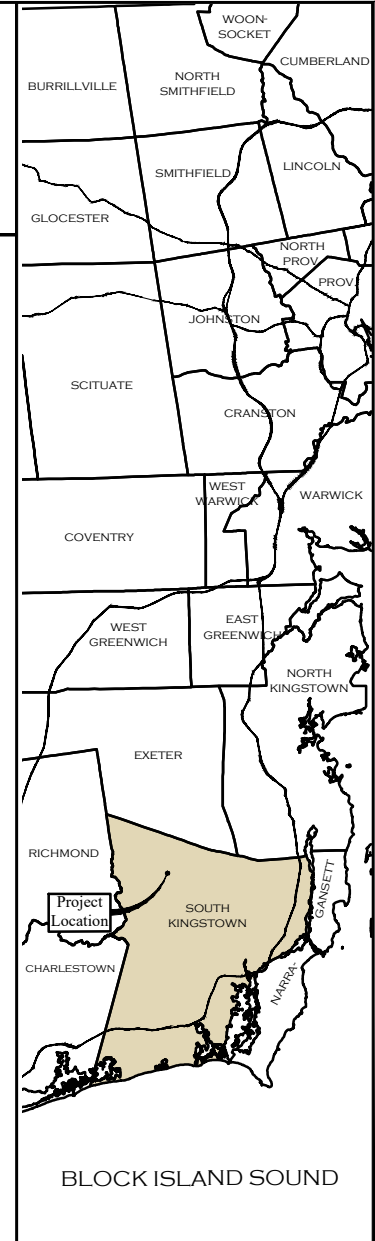 WOON-
SOCKET
CUMBERLAND
BURRILLVILLE
NORTH
SMITHFIELD
SMITHFIELD
LINCOLN
GLOCESTER
NORTH
PROV.
PROV.
JOHNSTON
SCITUATE
CRANSTON
WEST
WARWICK
WARWICK
COVENTRY
WEST
GREENWICH
EAST
GREENWICH
NORTH
KINGSTOWN
EXETER
RICHMOND
Project
Location
SOUTH
KINGSTOWN
NARRA-
GANSETT
CHARLESTOWN
BLOCK ISLAND SOUND